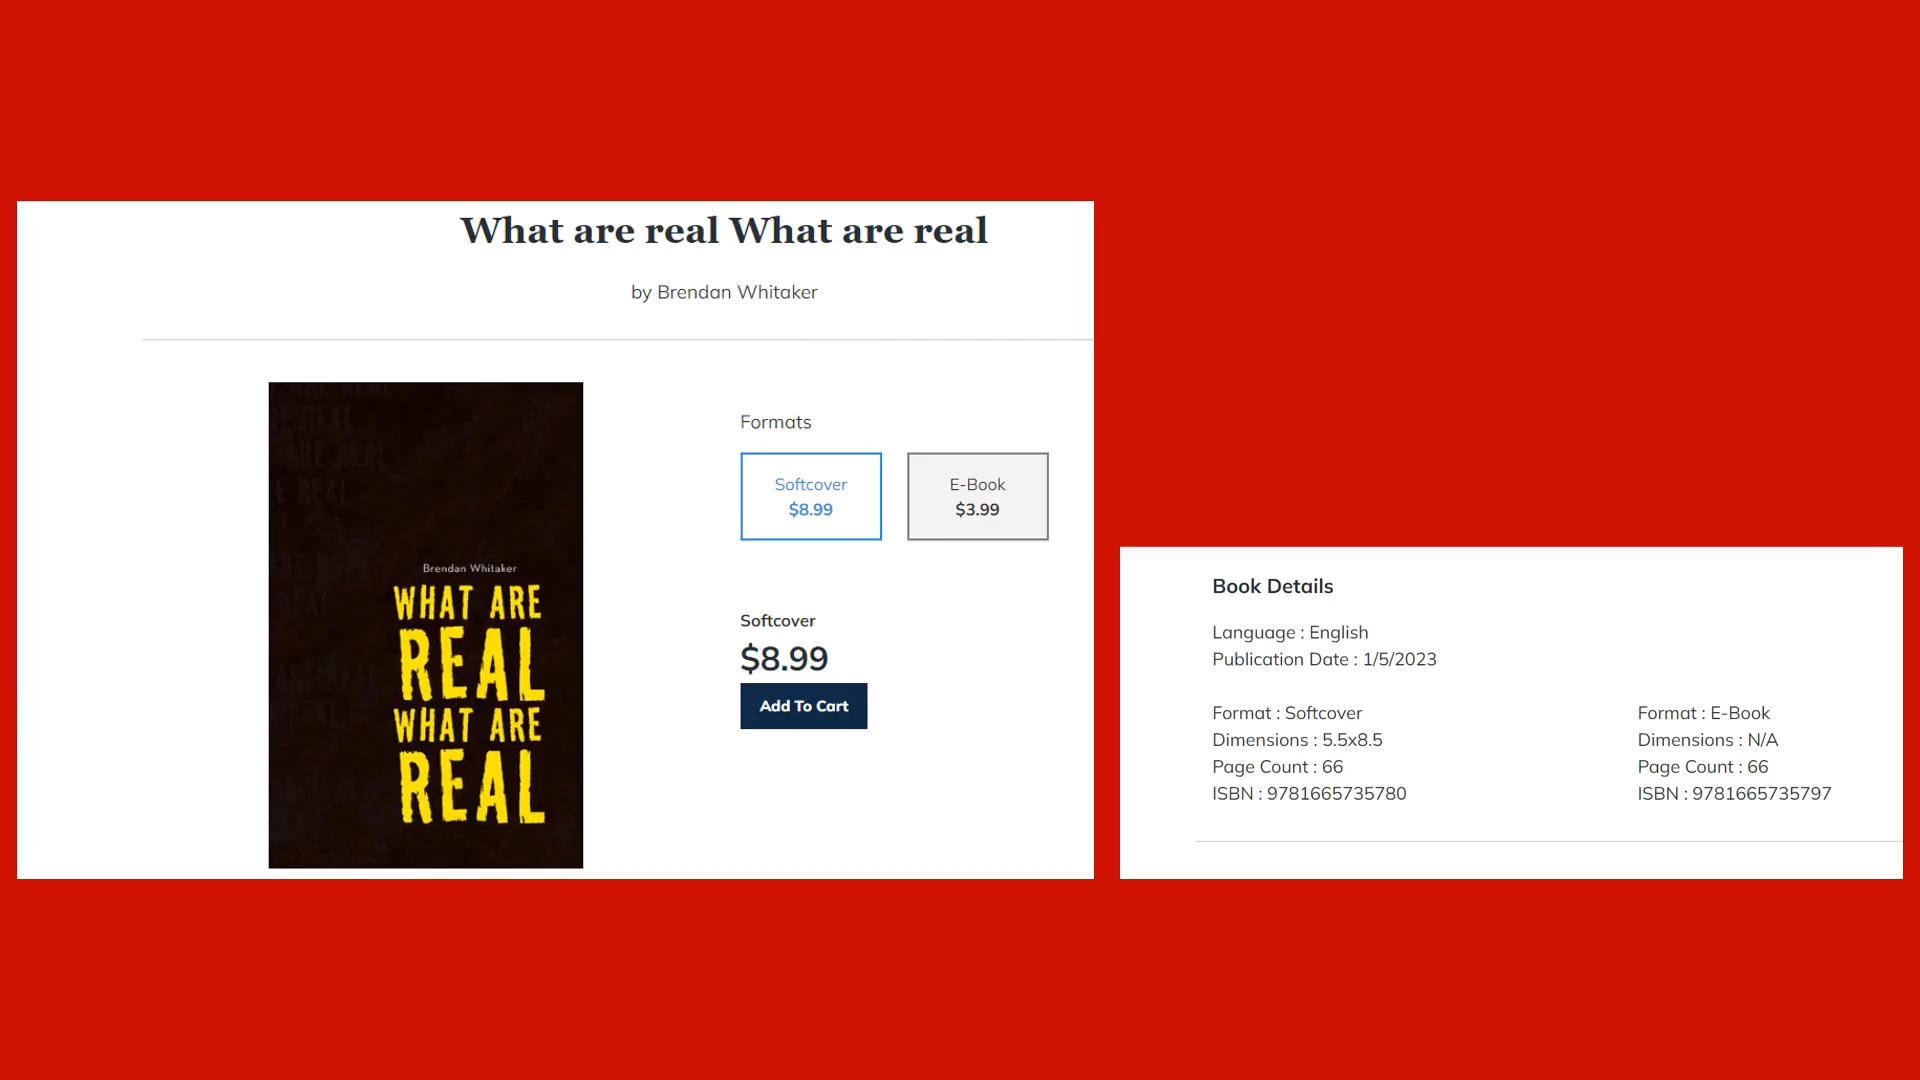 What are real What are real
by Brendan Whitaker
Formats
Softcover
$8.99
E-Book
$3.99
Brendan Whitaker
WHAT ARE
REAL
WHAT ARE
REAL
Softcover
$8.99
Add To Cart
Book Details
Language : English
Publication Date : 1/5/2023
Format : Softcover
Dimensions : 5.5x8.5
Page Count : 66
ISBN : 9781665735780
Format : E-Book
Dimensions : N/A
Page Count : 66
ISBN : 9781665735797